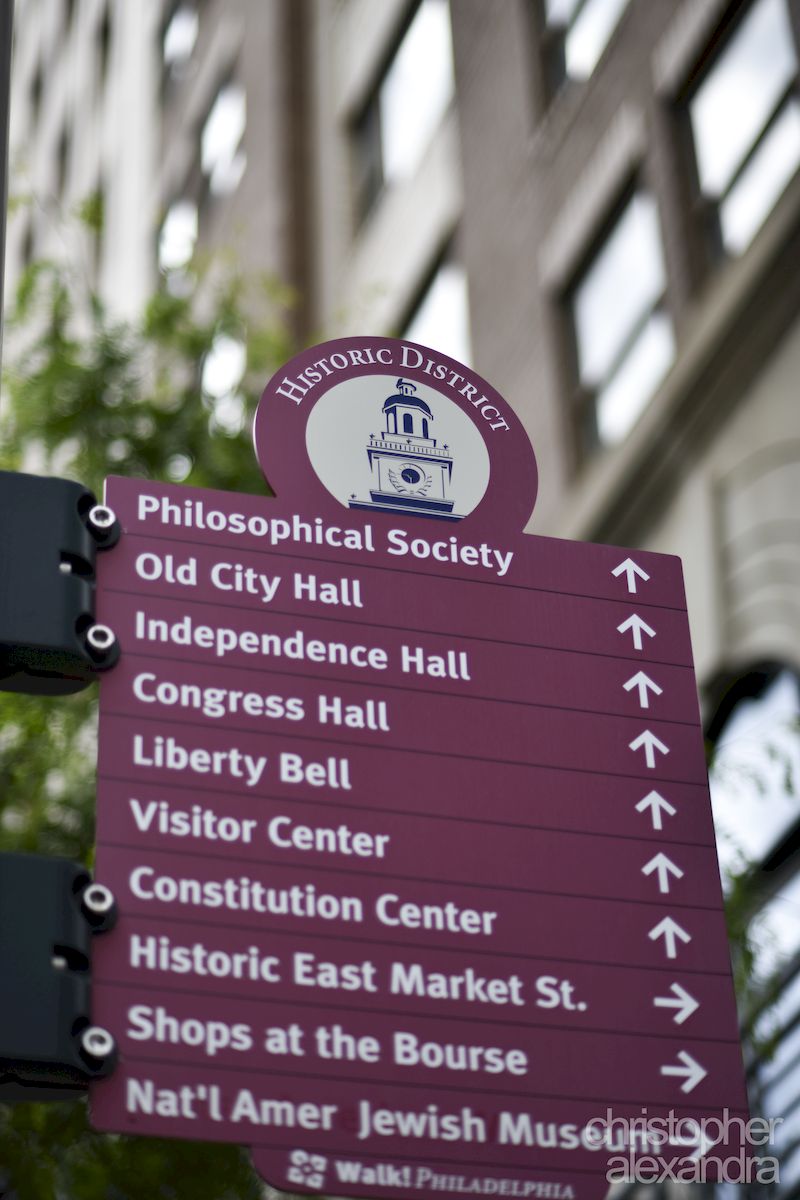 HISTORIC DISTRICT
Philosophical Society
Old City Hall
Independence Hall
Congress Hall
Liberty Bell
Visitor Center
Constitution Center
Historic East Market St.
Shops at the Bourse
Nat'l Amer Jewish Museum
Walk! PHILADELPHIA
christopher
alexandra